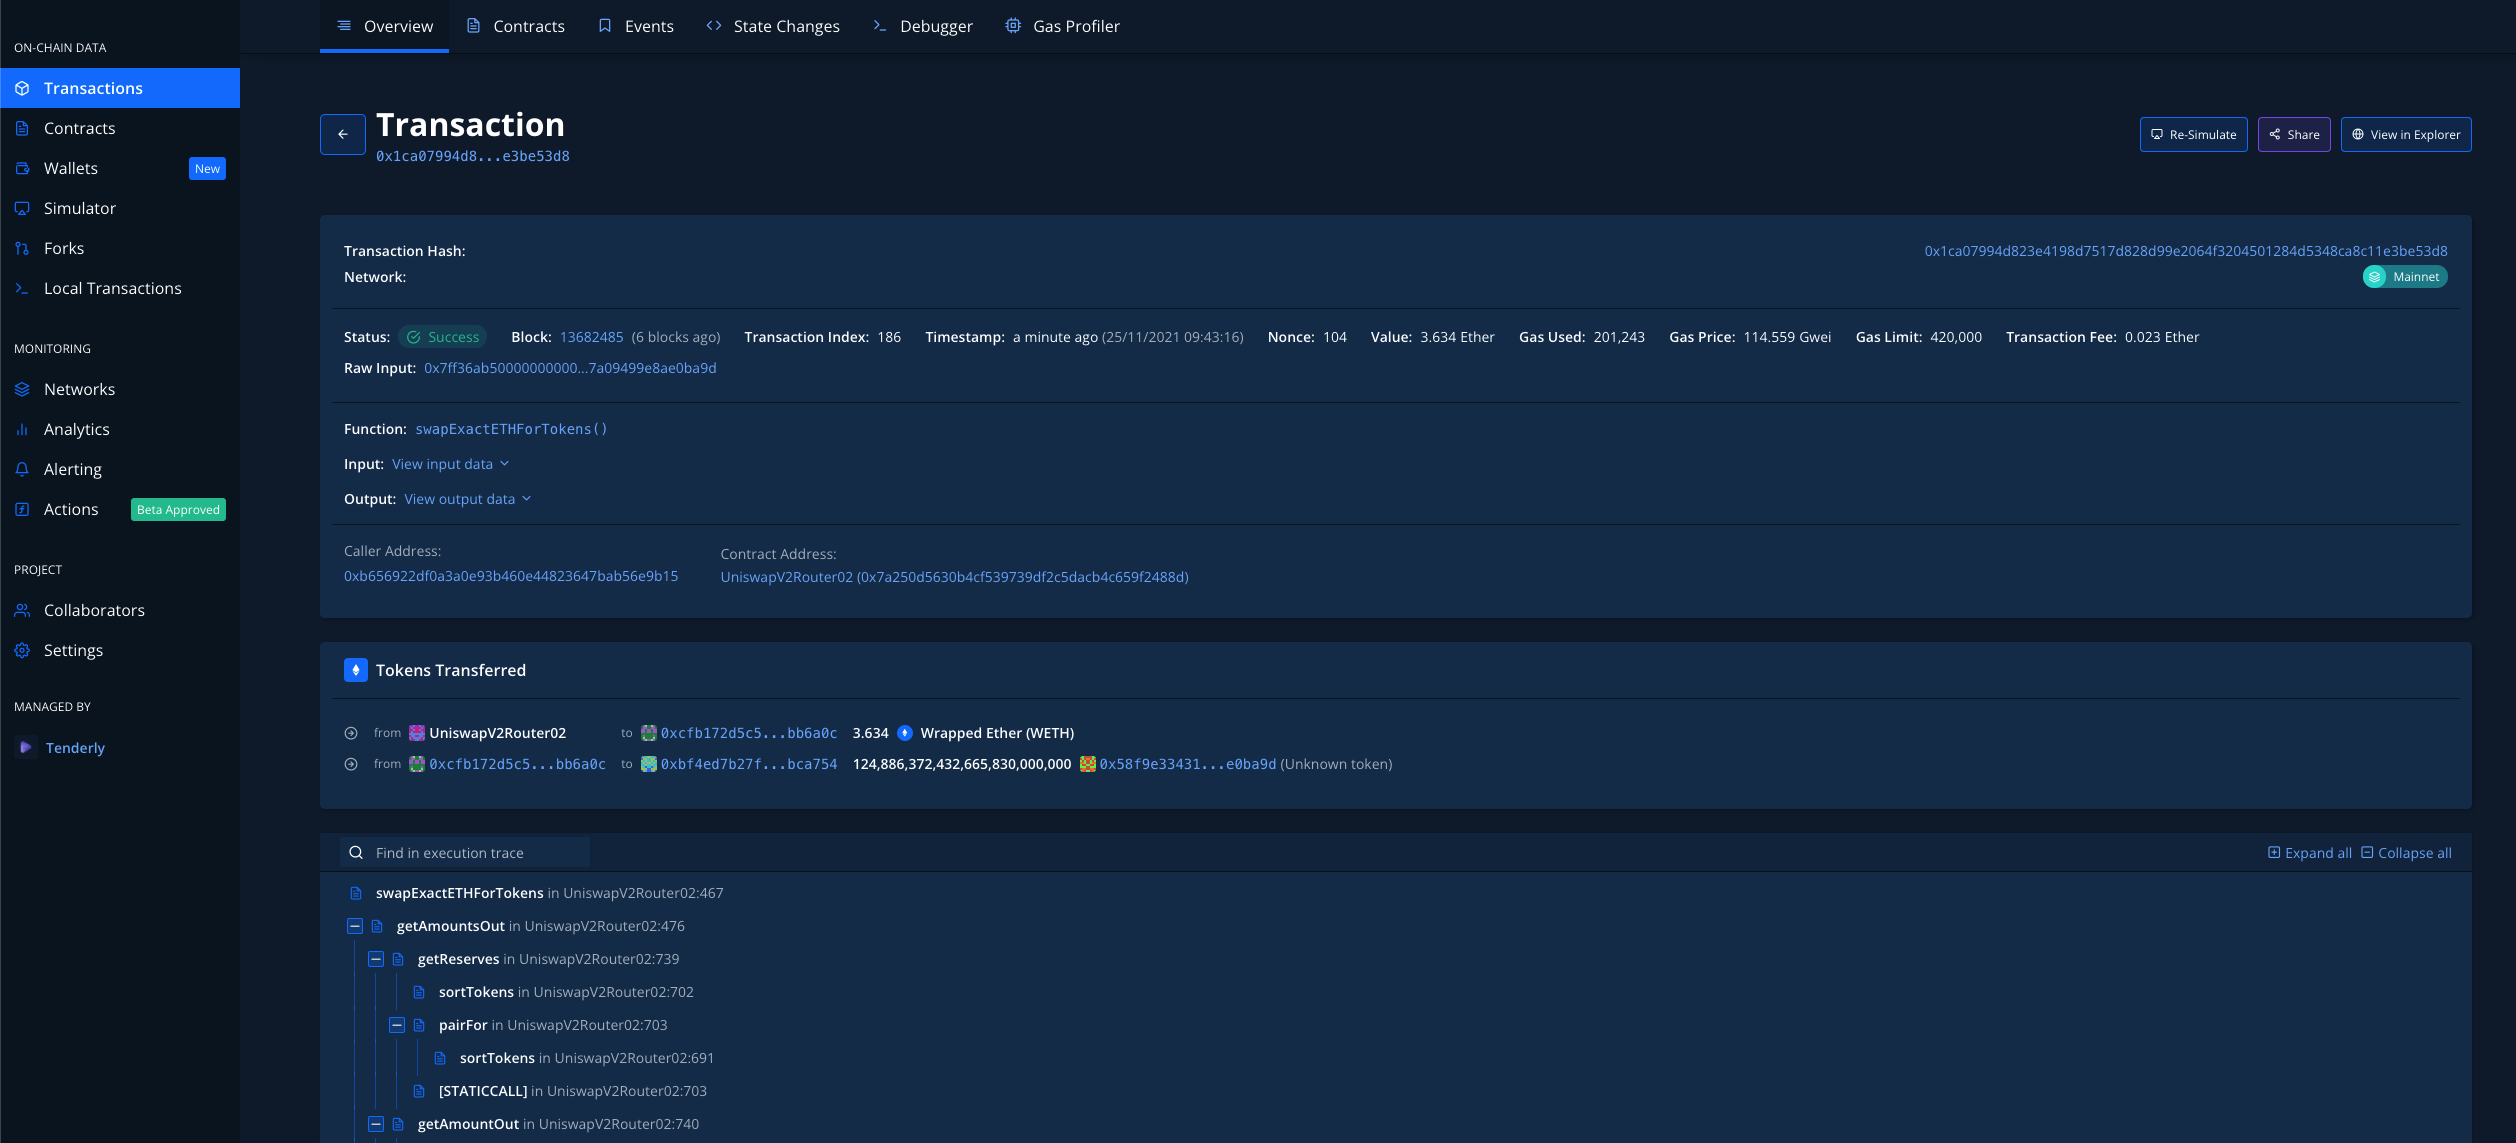 ON-CHAIN DATA
Transactions
Contracts
Wallets New
Simulator
Forks
Local Transactions
MONITORING
Networks
Analytics
Alerting
Actions Beta Approved
PROJECT
Collaborators
Settings
MANAGED BY
Tenderly
Overview Contracts Events State Changes Debugger Gas Profiler
Transaction
0x1ca07994d8...e3be53d8
Re-Simulate Share View in Explorer
Transaction Hash: 0x1ca07994d823e4198d7517d828d99e2064f3204501284d5348ca8c11e3be53d8
Network: Mainnet
Status: Success Block: 13682485 (6 blocks ago) Transaction Index: 186 Timestamp: a minute ago (25/11/2021 09:43:16) Nonce: 104 Value: 3.634 Ether Gas Used: 201,243 Gas Price: 114.559 Gwei Gas Limit: 420,000 Transaction Fee: 0.023 Ether
Raw Input: 0x7ff36ab50000000000...7a09499e8ae0ba9d
Function: swapExactETHForTokens()
Input: View input data
Output: View output data
Caller Address:
0xb656922df0a3a0e93b460e44823647bab56e9b15
Contract Address:
UniswapV2Router02 (0x7a250d5630b4cf539739df2c5dacb4c659f2488d)
Tokens Transferred
from UniswapV2Router02 to 0xcfb172d5c5...bb6a0c 3.634 Wrapped Ether (WETH)
from 0xcfb172d5c5...bb6a0c to 0xbf4ed7b27f...bca754 124,886,372,432,665,830,000,000 0x58f9e33431...e0ba9d (Unknown token)
Find in execution trace Expand all Collapse all
swapExactETHForTokens in UniswapV2Router02:467
getAmountsOut in UniswapV2Router02:476
getReserves in UniswapV2Router02:739
sortTokens in UniswapV2Router02:702
pairFor in UniswapV2Router02:703
sortTokens in UniswapV2Router02:691
[STATICCALL] in UniswapV2Router02:703
getAmountOut in UniswapV2Router02:740